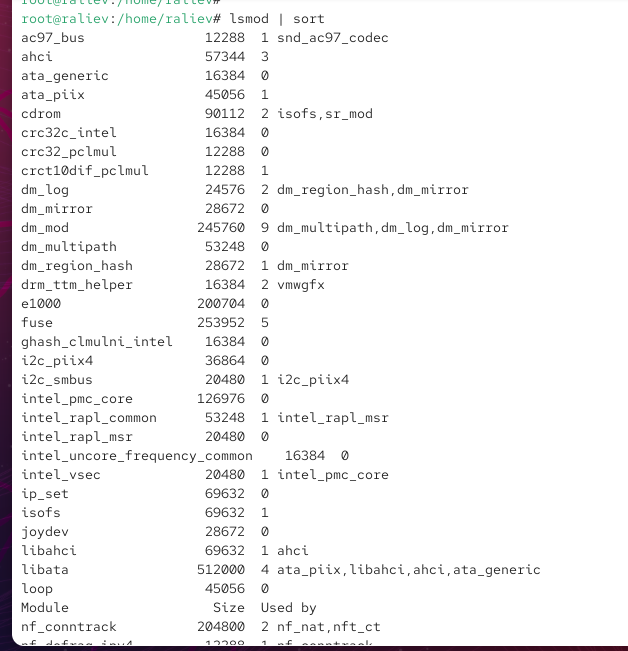 root@raliev:/home/raliev#
root@raliev:/home/raliev# lsmod | sort
ac97_bus 12288 1 snd_ac97_codec
ahci 57344 3
ata_generic 16384 0
ata_piix 45056 1
cdrom 90112 2 isofs,sr_mod
crc32c_intel 16384 0
crc32_pclmul 12288 0
crct10dif_pclmul 12288 1
dm_log 24576 2 dm_region_hash,dm_mirror
dm_mirror 28672 0
dm_mod 245760 9 dm_multipath,dm_log,dm_mirror
dm_multipath 53248 0
dm_region_hash 28672 1 dm_mirror
drm_ttm_helper 16384 2 vmwgfx
e1000 200704 0
fuse 253952 5
ghash_clmulni_intel 16384 0
i2c_piix4 36864 0
i2c_smbus 20480 1 i2c_piix4
intel_pmc_core 126976 0
intel_rapl_common 53248 1 intel_rapl_msr
intel_rapl_msr 20480 0
intel_uncore_frequency_common 16384 0
intel_vsec 20480 1 intel_pmc_core
ip_set 69632 0
isofs 69632 1
joydev 28672 0
libahci 69632 1 ahci
libata 512000 4 ata_piix,libahci,ahci,ata_generic
loop 45056 0
Module Size Used by
nf_conntrack 204800 2 nf_nat,nft_ct
nf_defrag_ipv4 12288 1 nf_conntrack